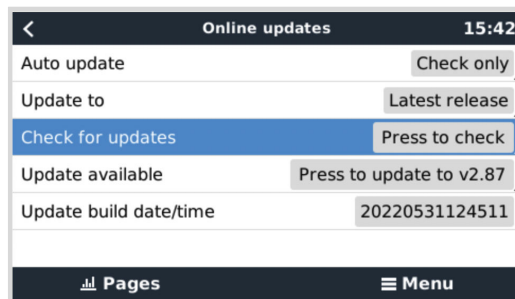 Online updates 15:42
Auto update Check only
Update to Latest release
Check for updates Press to check
Update available Press to update to v2.87
Update build date/time 20220531124511
Pages Menu